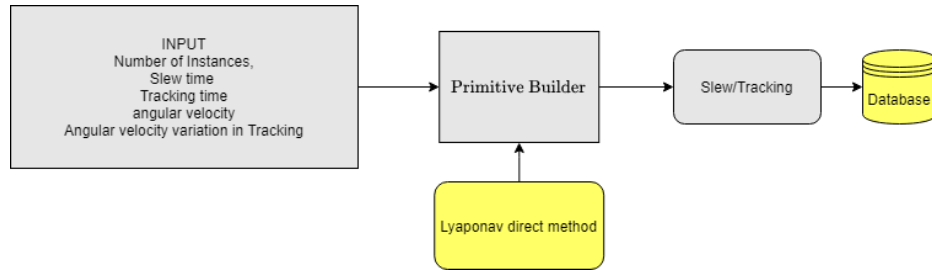 INPUT
Number of Instances,
Slew time
Tracking time
angular velocity
Angular velocity variation in Tracking
Primitive Builder
Slew/Tracking
Database
Lyaponav direct method